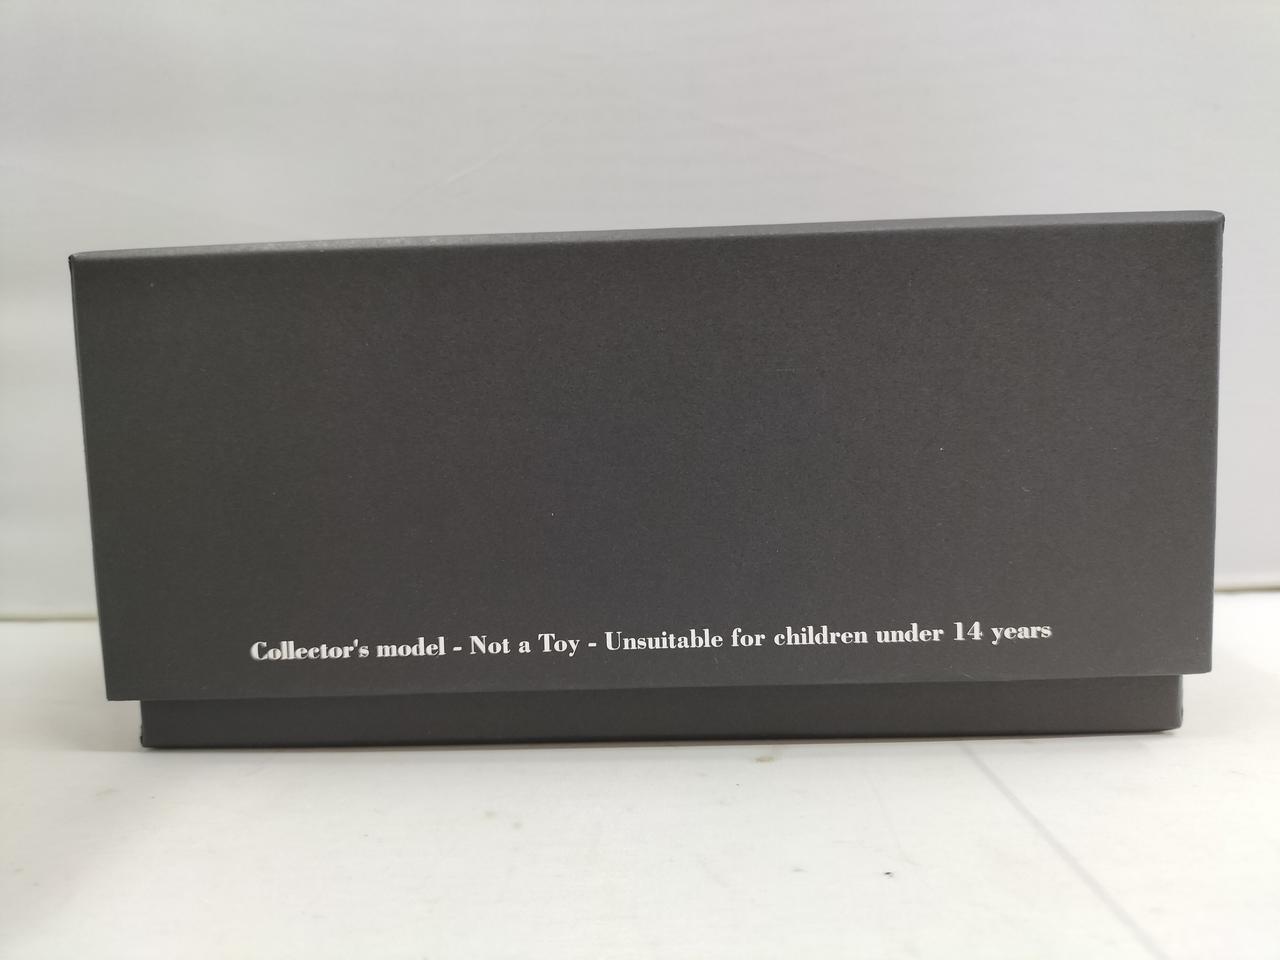 Collector's model - Not a Toy - Unsuitable for children under 14 years